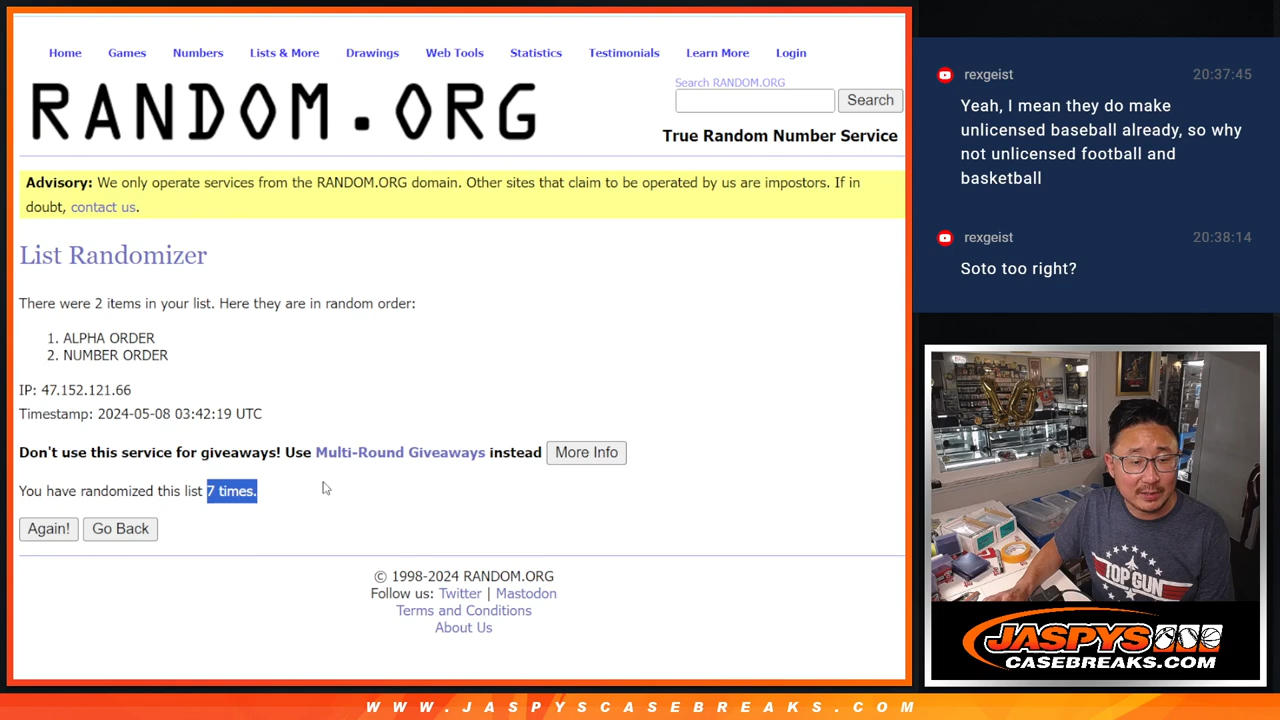 Home Games Numbers Lists & More Drawings Web Tools Statistics Testimonials Learn More Login
RANDOM.ORG
Search RANDOM.ORG
Search
True Random Number Service
Advisory: We only operate services from the RANDOM.ORG domain. Other sites that claim to be operated by us are impostors. If in
doubt, contact us.
List Randomizer
There were 2 items in your list. Here they are in random order:
1. ALPHA ORDER
2. NUMBER ORDER
IP: 47.152.121.66
Timestamp: 2024-05-08 03:42:19 UTC
Don't use this service for giveaways! Use Multi-Round Giveaways instead More Info
You have randomized this list 7 times.
Again! Go Back
© 1998-2024 RANDOM.ORG
Follow us: Twitter | Mastodon
Terms and Conditions
About Us
rexgeist 20:37:45
Yeah, I mean they do make
unlicensed baseball already, so why
not unlicensed football and
basketball
rexgeist 20:38:14
Soto too right?
TOP GUN
JASPYS
CASEBREAKS.COM
WWW.JASPYSCASEBREAKS.COM